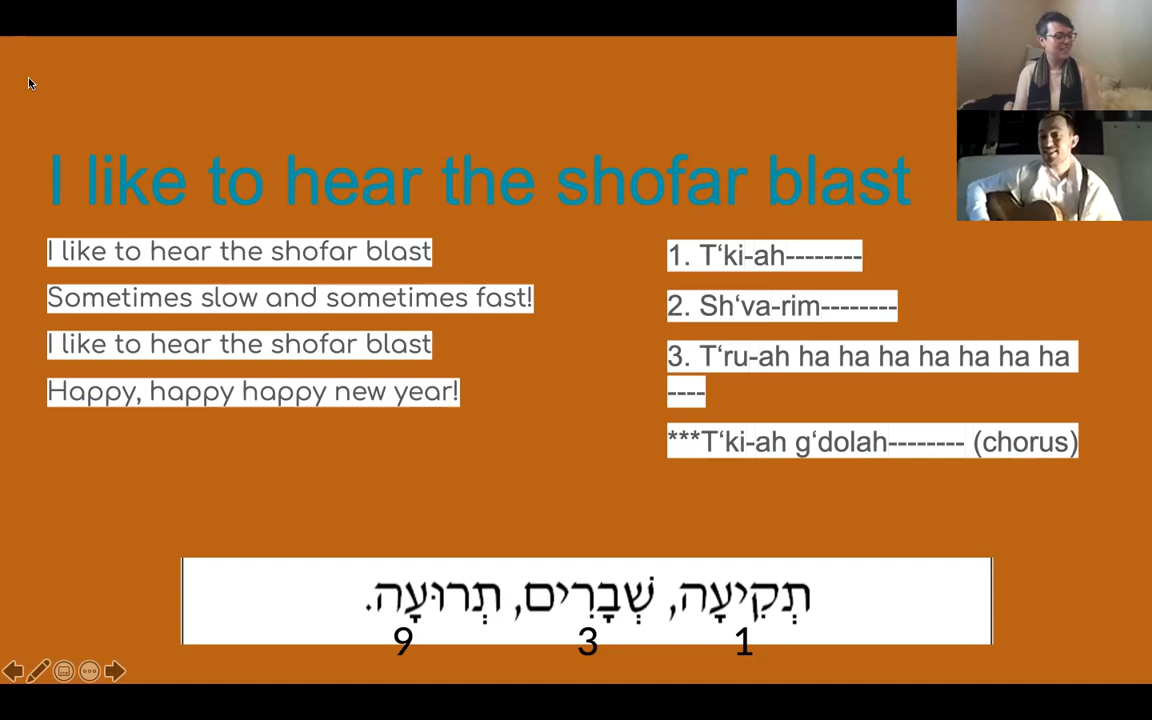 I like to hear the shofar blast
I like to hear the shofar blast
Sometimes slow and sometimes fast!
I like to hear the shofar blast
Happy, happy happy new year!
1. T‘ki-ah--------
2. Sh‘va-rim--------
3. T‘ru-ah ha ha ha ha ha ha ha
----
***T‘ki-ah g‘dolah-------- (chorus)
תְּקִיעָה, שְׁבָרִים, תְּרוּעָה.
9 3 1